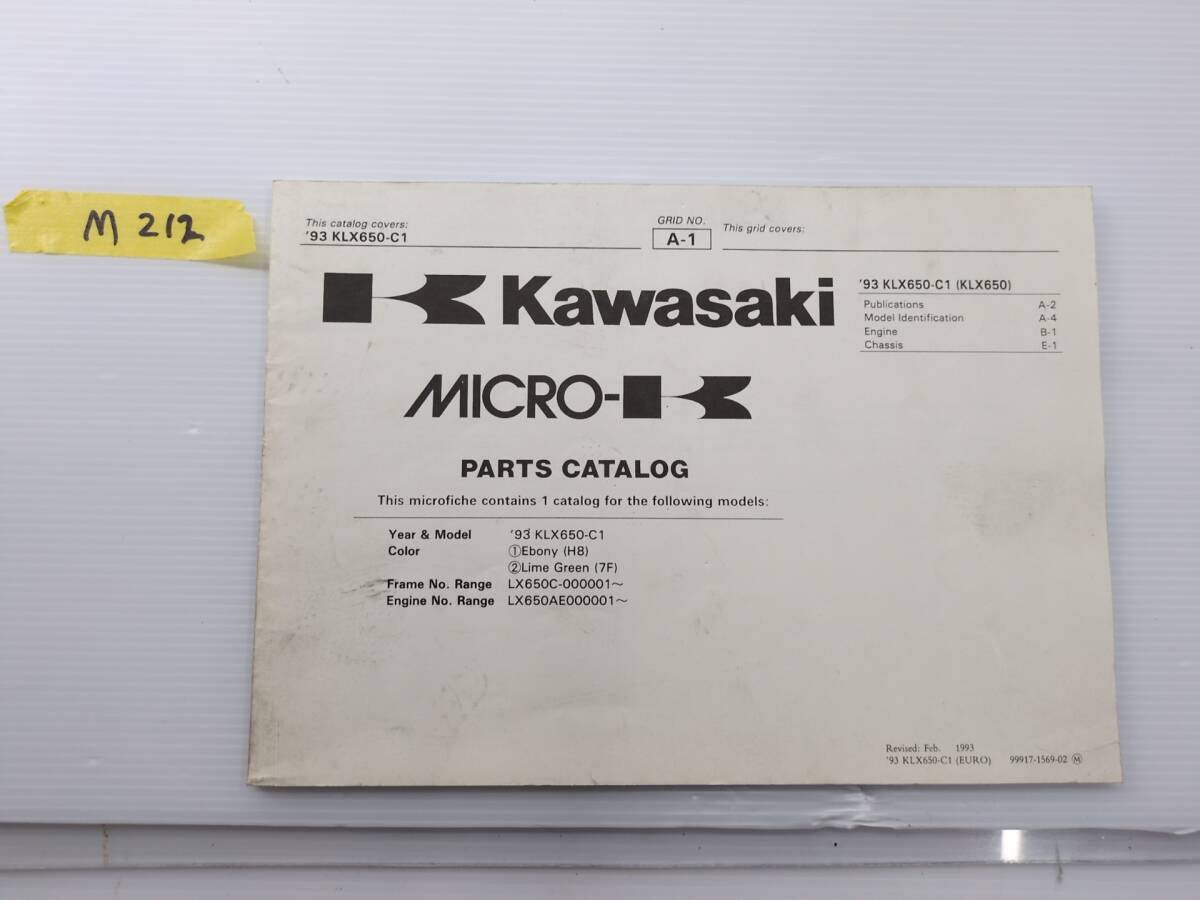 M 212
This catalog covers:
'93 KLX650-C1
GRID NO.
A-1
This grid covers:
Kawasaki
'93 KLX650-C1 (KLX650)
Publications A-2
Model Identification A-4
Engine B-1
Chassis E-1
MICRO-K
PARTS CATALOG
This microfiche contains 1 catalog for the following models:
Year & Model '93 KLX650-C1
Color ①Ebony (H8)
②Lime Green (7F)
Frame No. Range LX650C-000001~
Engine No. Range LX650AE000001~
Revised: Feb. 1993
'93 KLX650-C1 (EURO) 99917-1569-02 Ⓜ